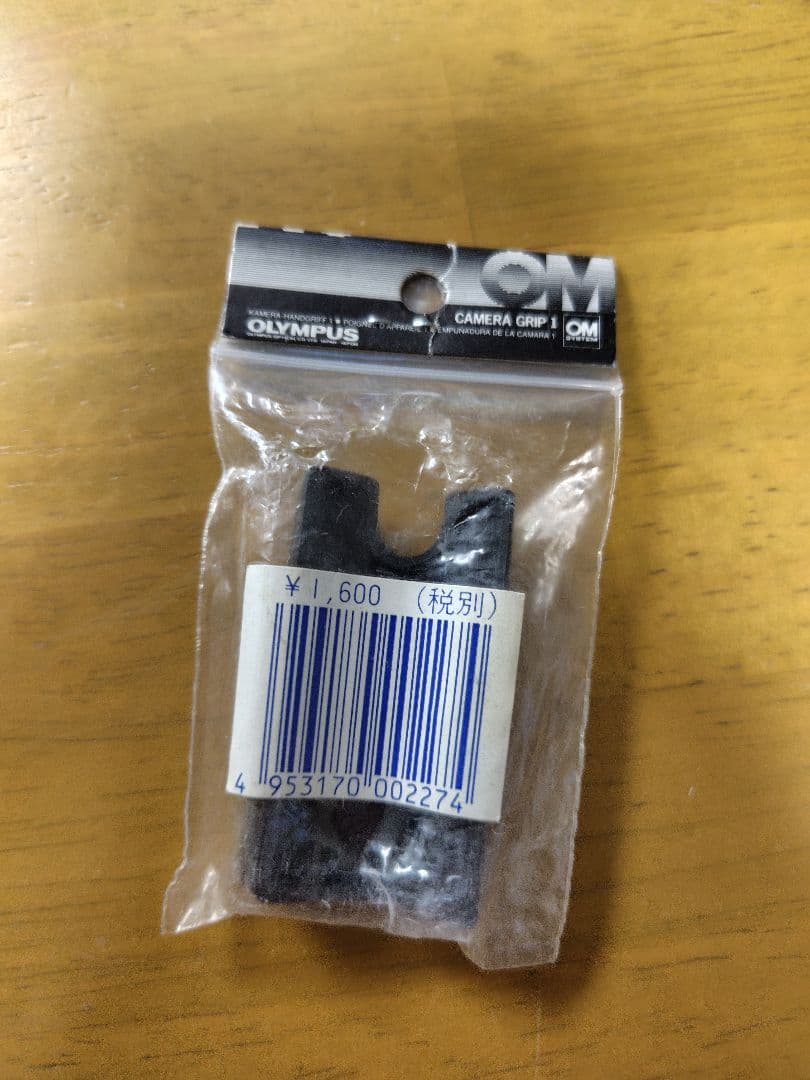 OM
CAMERA GRIP 1
KAMERA-HANDGRIFF 1 ● POIGNEE D'APPAREIL 1 ● EMPUNADURA DE LA CAMARA 1
OLYMPUS
OM
SYSTEM
¥1,600 (税別)
4 953170 002274